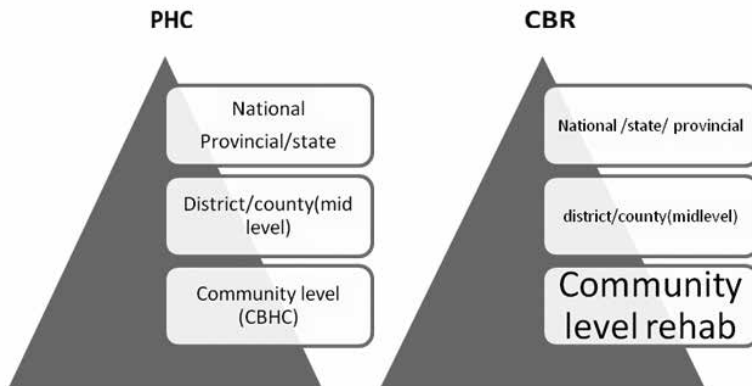 PHC
National
Provincial/state
District/county(mid
level)
Community level
(CBHC)
CBR
National /state/ provincial
district/county(midlevel)
Community
level rehab